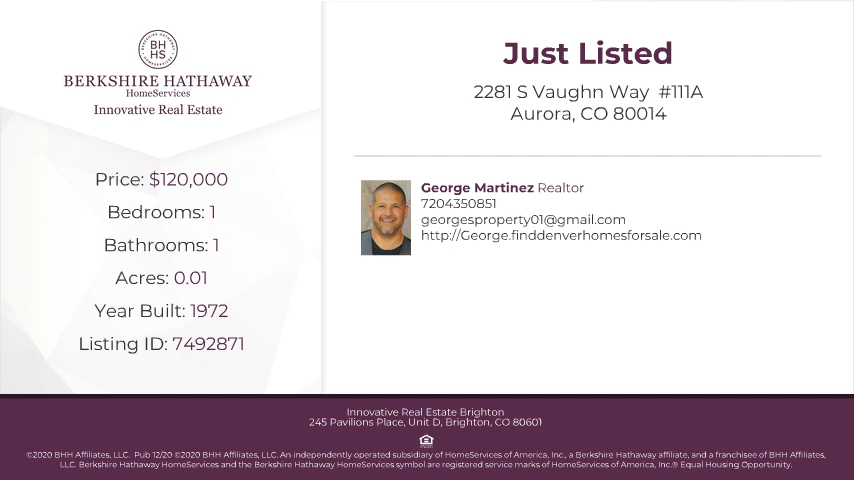 BH
HS
BERKSHIRE HATHAWAY
HomeServices
Innovative Real Estate
Price: $120,000
Bedrooms: 1
Bathrooms: 1
Acres: 0.01
Year Built: 1972
Listing ID: 7492871
Just Listed
2281 S Vaughn Way #111A
Aurora, CO 80014
George Martinez Realtor
7204350851
georgesproperty01@gmail.com
http://George.finddenverhomesforsale.com
Innovative Real Estate Brighton
245 Pavilions Place, Unit D, Brighton, CO 80601
©2020 BHH Affiliates, LLC. Pub 12/20 ©2020 BHH Affiliates, LLC. An independently operated subsidiary of HomeServices of America, Inc., a Berkshire Hathaway affiliate, and a franchisee of BHH Affiliates,
LLC. Berkshire Hathaway HomeServices and the Berkshire Hathaway HomeServices symbol are registered service marks of HomeServices of America, Inc.® Equal Housing Opportunity.